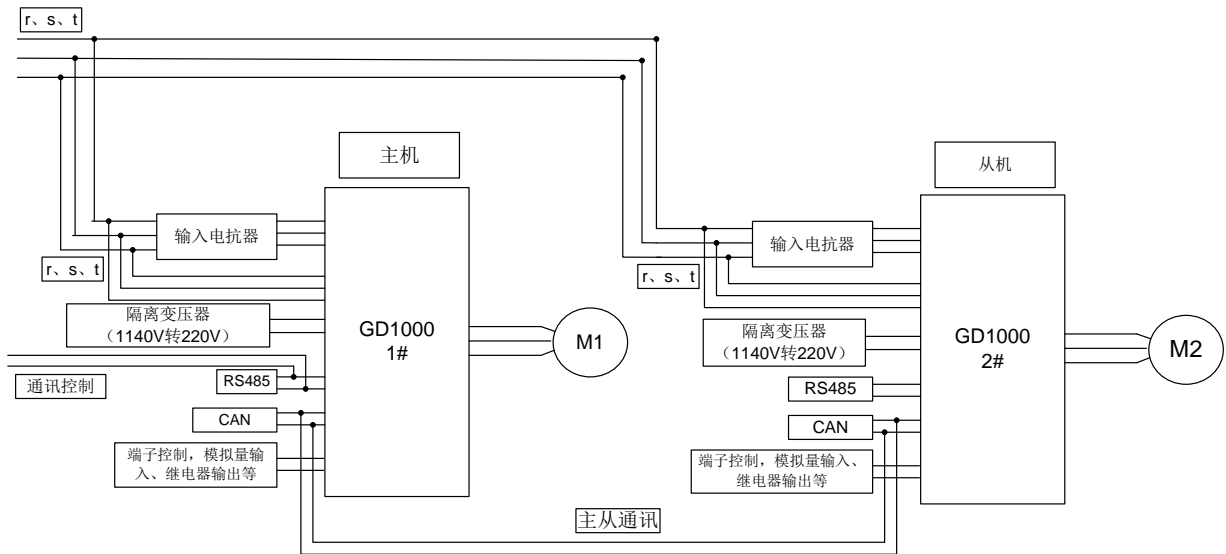 r、s、t
主机
从机
输入电抗器
输入电抗器
r、s、t
r、s、t
隔离变压器
（1140V转220V）
GD1000
1#
M1
隔离变压器
（1140V转220V）
GD1000
2#
M2
通讯控制
RS485
RS485
CAN
CAN
端子控制，模拟量输
入、继电器输出等
端子控制，模拟量输入、
继电器输出等
主从通讯